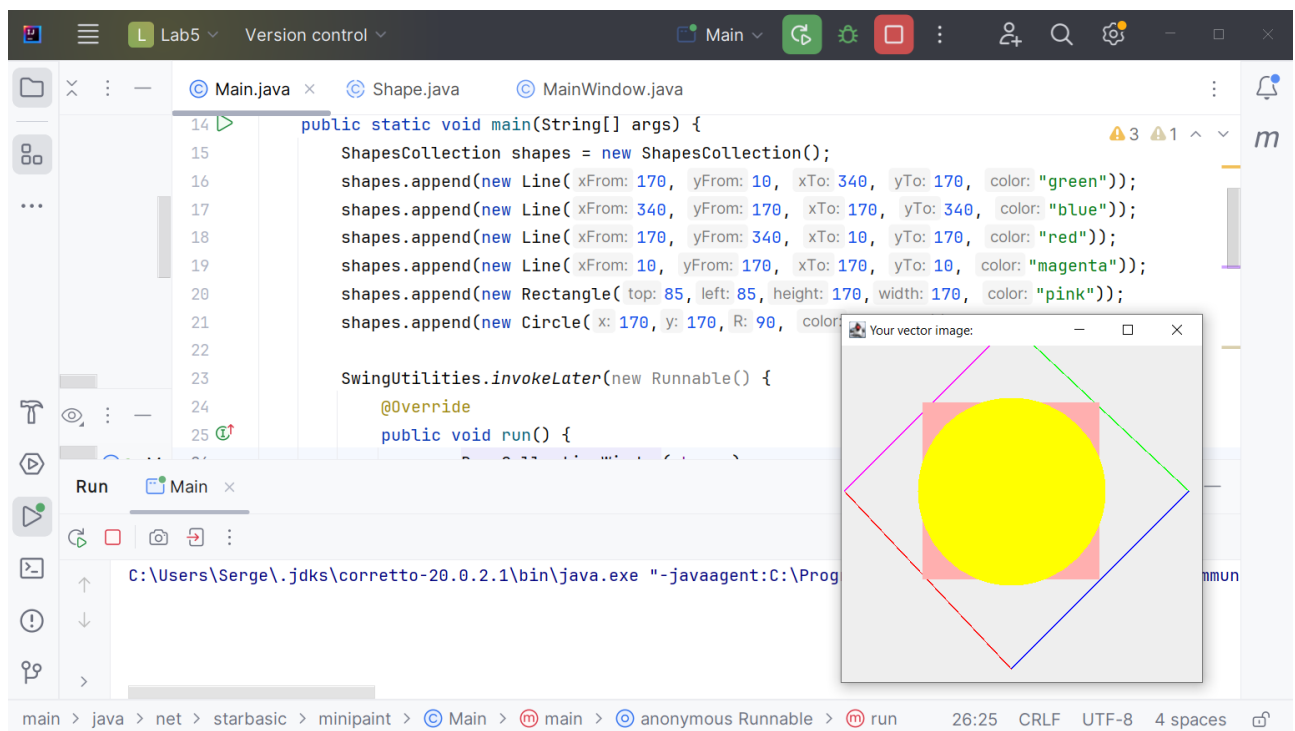 L Lab5 Version control Main
Main.java Shape.java MainWindow.java
14 public static void main(String[] args) {
3 1
15 ShapesCollection shapes = new ShapesCollection();
16 shapes.append(new Line( xFrom: 170, yFrom: 10, xTo: 340, yTo: 170, color: "green"));
17 shapes.append(new Line( xFrom: 340, yFrom: 170, xTo: 170, yTo: 340, color: "blue"));
18 shapes.append(new Line( xFrom: 170, yFrom: 340, xTo: 10, yTo: 170, color: "red"));
19 shapes.append(new Line( xFrom: 10, yFrom: 170, xTo: 170, yTo: 10, color: "magenta"));
20 shapes.append(new Rectangle( top: 85, left: 85, height: 170, width: 170, color: "pink"));
21 shapes.append(new Circle( x: 170, y: 170, R: 90, color:
22
23 SwingUtilities.invokeLater(new Runnable() {
24 @Override
25 public void run() {
Your vector image:
Run Main
C:\Users\Serge\.jdks\corretto-20.0.2.1\bin\java.exe "-javaagent:C:\Prog
mmun
main > java > net > starbasic > minipaint > Main > main > anonymous Runnable > run 26:25 CRLF UTF-8 4 spaces